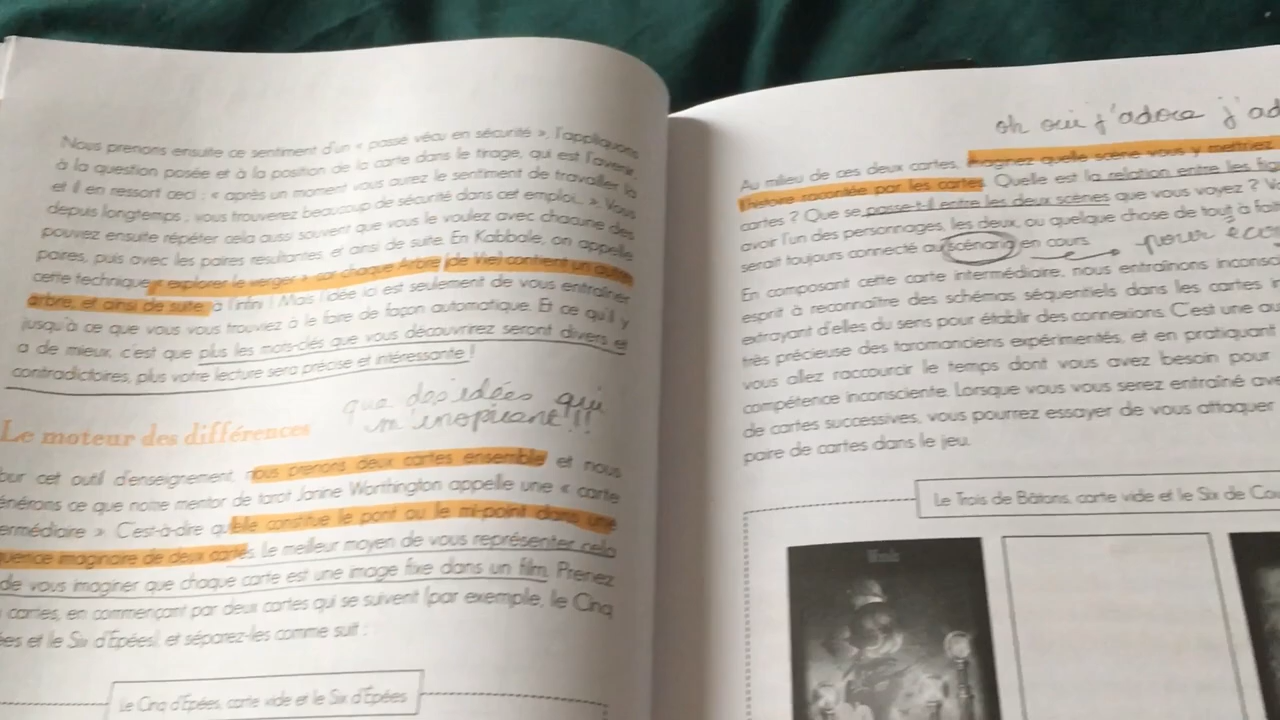 Nous prenons ensuite ce sentiment d'un « passé vécu en sécurité », l'appliquons
à la question posée et à la position de la carte dans le tirage, qui est l'avenir,
et il en ressort ceci : « après un moment vous aurez le sentiment de travailler là
depuis longtemps ; vous trouverez beaucoup de sécurité dans cet emploi... ». Vous
pouvez ensuite répéter cela aussi souvent que vous le voulez avec chacune des
paires, puis avec les paires résultantes, et ainsi de suite. En Kabbale, on appelle
cette technique « explorer le verger » car chaque Arbre (de Vie) contient un autre
arbre, et ainsi de suite à l'infini ! Mais l'idée ici est seulement de vous entraîner
jusqu'à ce que vous vous trouviez à le faire de façon automatique. Et ce qu'il y
a de mieux, c'est que plus les mots-clés que vous découvrirez seront divers et
contradictoires, plus votre lecture sera précise et intéressante !
que des idées qui
m'inspirent !!
Le moteur des différences
our cet outil d'enseignement, nous prenons deux cartes ensemble et nous
énérons ce que notre mentor de tarot Janine Worthington appelle une « carte
ermédiaire ». C'est-à-dire qu'elle constitue le pont ou le mi-point dans une
quence imaginaire de deux cartes. Le meilleur moyen de vous représenter cela
de vous imaginer que chaque carte est une image fixe dans un film. Prenez
cartes, en commençant par deux cartes qui se suivent (par exemple, le Cinq
ées et le Six d'Épées), et séparez-les comme suit :
Le Cinq d'Épées, carte vide et le Six d'Épées
oh oui j'adore j'ad
Au milieu de ces deux cartes, imaginez quelle scène vous y mettriez
l'histoire racontée par les cartes. Quelle est la relation entre les fig
cartes ? Que se passe-t-il entre les deux scènes que vous voyez ? V
avoir l'un des personnages, les deux, ou quelque chose de tout à fait
serait toujours connecté au scénario en cours. pour
En composant cette carte intermédiaire, nous entraînons inconsc
esprit à reconnaître des schémas séquentiels dans les cartes
extrayant d'elles du sens pour établir des connexions. C'est une au
très précieuse des taromanciens expérimentés, et en pratiquant
vous allez raccourcir le temps dont vous avez besoin pour
compétence inconsciente. Lorsque vous vous serez entraîné ave
de cartes successives, vous pourrez essayer de vous attaquer
paire de cartes dans le jeu.
Le Trois de Bâtons, carte vide et le Six de Co